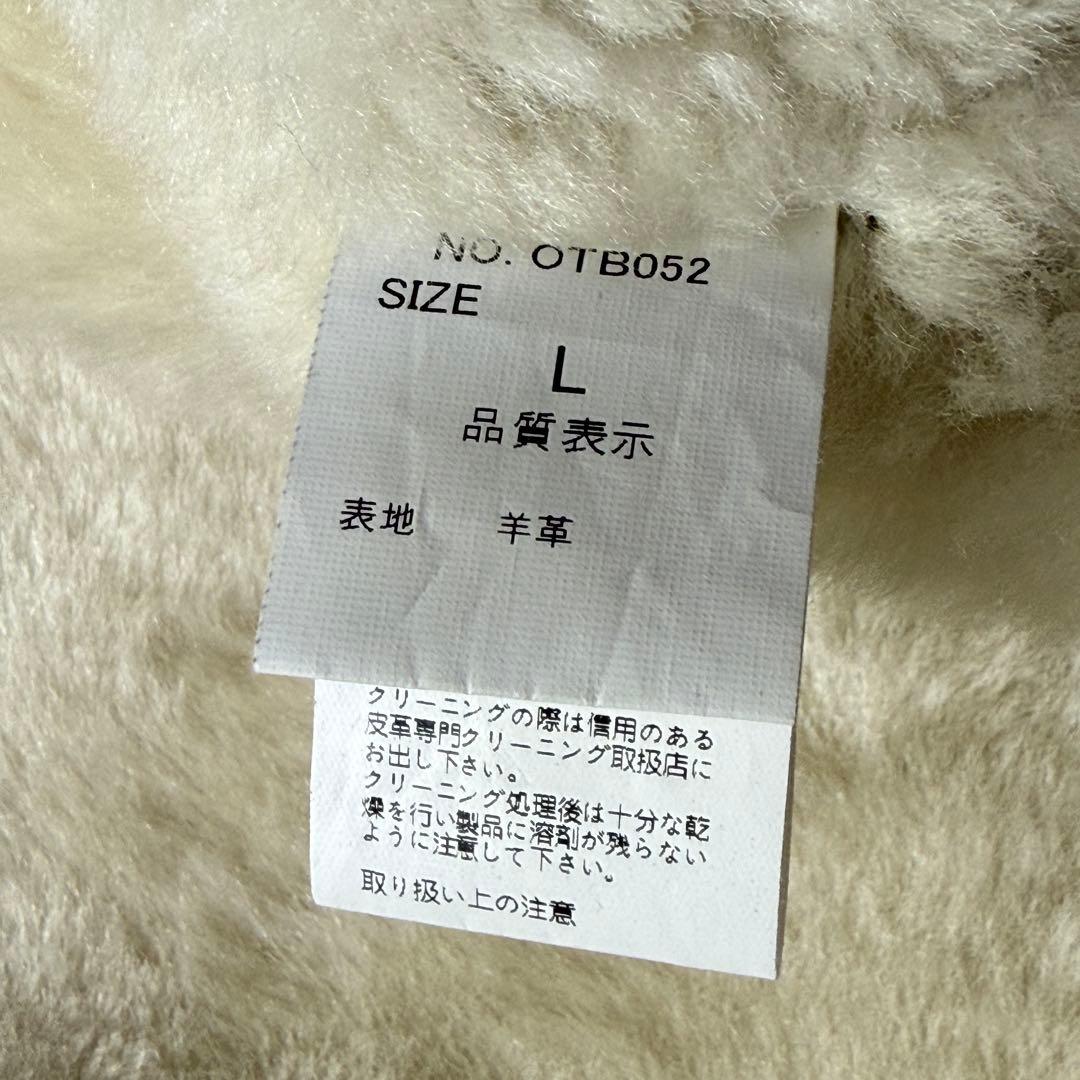 NO. OTB052
SIZE
L
品質表示
表地 羊革
クリーニングの際は信用のある
皮革専門クリーニング取扱店に
お出し下さい。
クリーニング処理後は十分な乾
燥を行い製品に溶剤が残らない
ように注意して下さい。
取り扱い上の注意